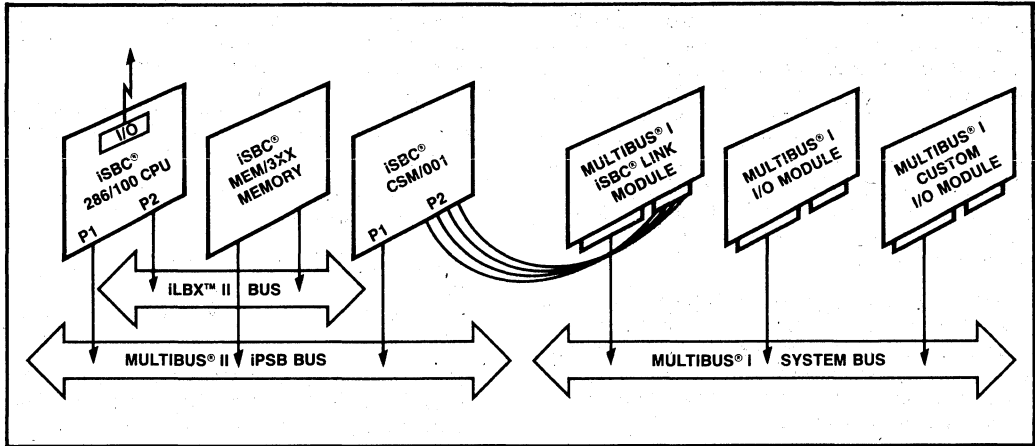 I/O
iSBC®
286/100 CPU
P1
P2
iSBC®
MEM/3XX
MEMORY
iSBC®
CSM/001
P1
P2
MULTIBUS® I
iSBC® LINK
MODULE
MULTIBUS® I
I/O MODULE
MULTIBUS® I
CUSTOM
I/O MODULE
iLBX™ II BUS
MULTIBUS® II iPSB BUS
MULTIBUS® I SYSTEM BUS